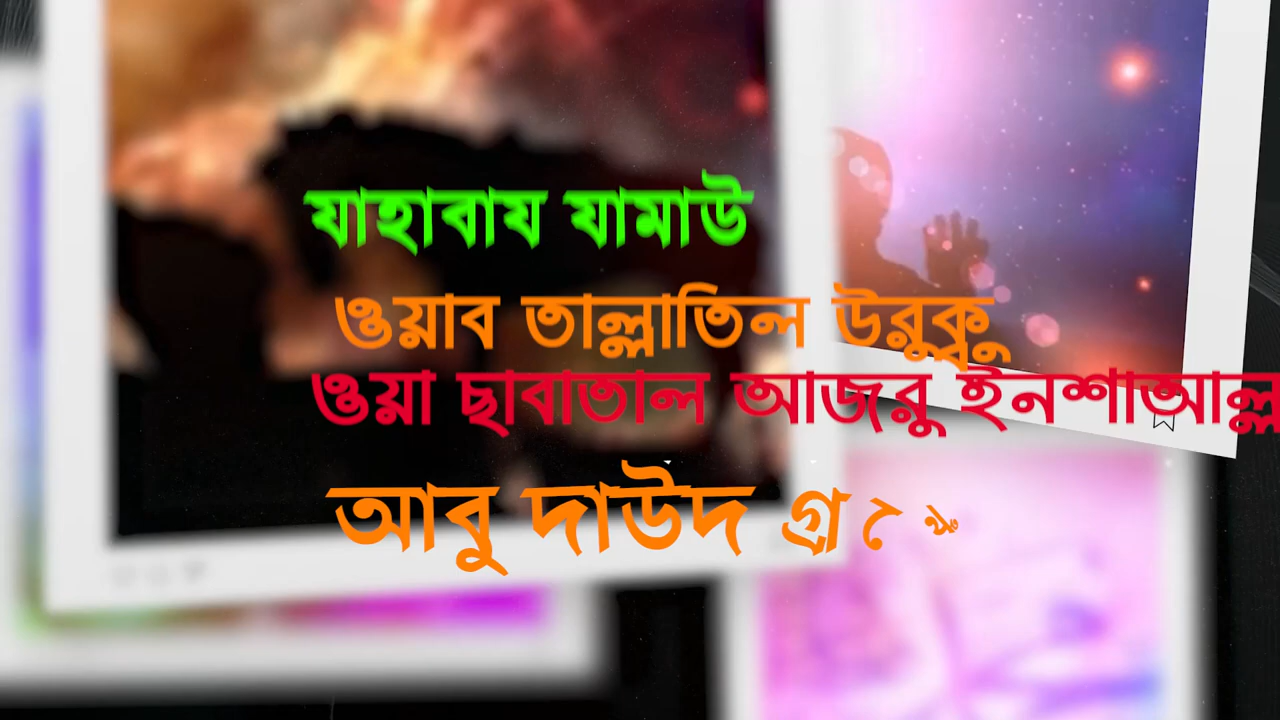 যাহাবায যামাউ
ওয়াব তাল্লাতিল উরুকু
ওয়া ছাবাতাল আজরু ইনশাআল্ল
আবু দাউদ